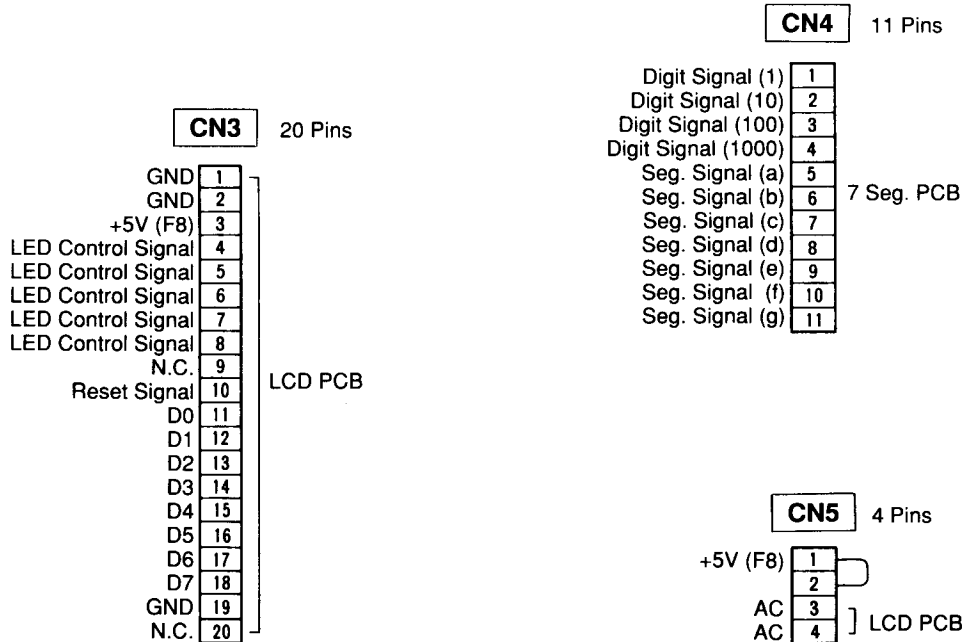 CN3 20 Pins
GND 1
GND 2
+5V (F8) 3
LED Control Signal 4
LED Control Signal 5
LED Control Signal 6
LED Control Signal 7
LED Control Signal 8
N.C. 9
Reset Signal 10
D0 11
D1 12
D2 13
D3 14
D4 15
D5 16
D6 17
D7 18
GND 19
N.C. 20
LCD PCB
CN4 11 Pins
Digit Signal (1) 1
Digit Signal (10) 2
Digit Signal (100) 3
Digit Signal (1000) 4
Seg. Signal (a) 5
Seg. Signal (b) 6
Seg. Signal (c) 7
Seg. Signal (d) 8
Seg. Signal (e) 9
Seg. Signal (f) 10
Seg. Signal (g) 11
7 Seg. PCB
CN5 4 Pins
+5V (F8) 1
2
AC 3
AC 4
LCD PCB